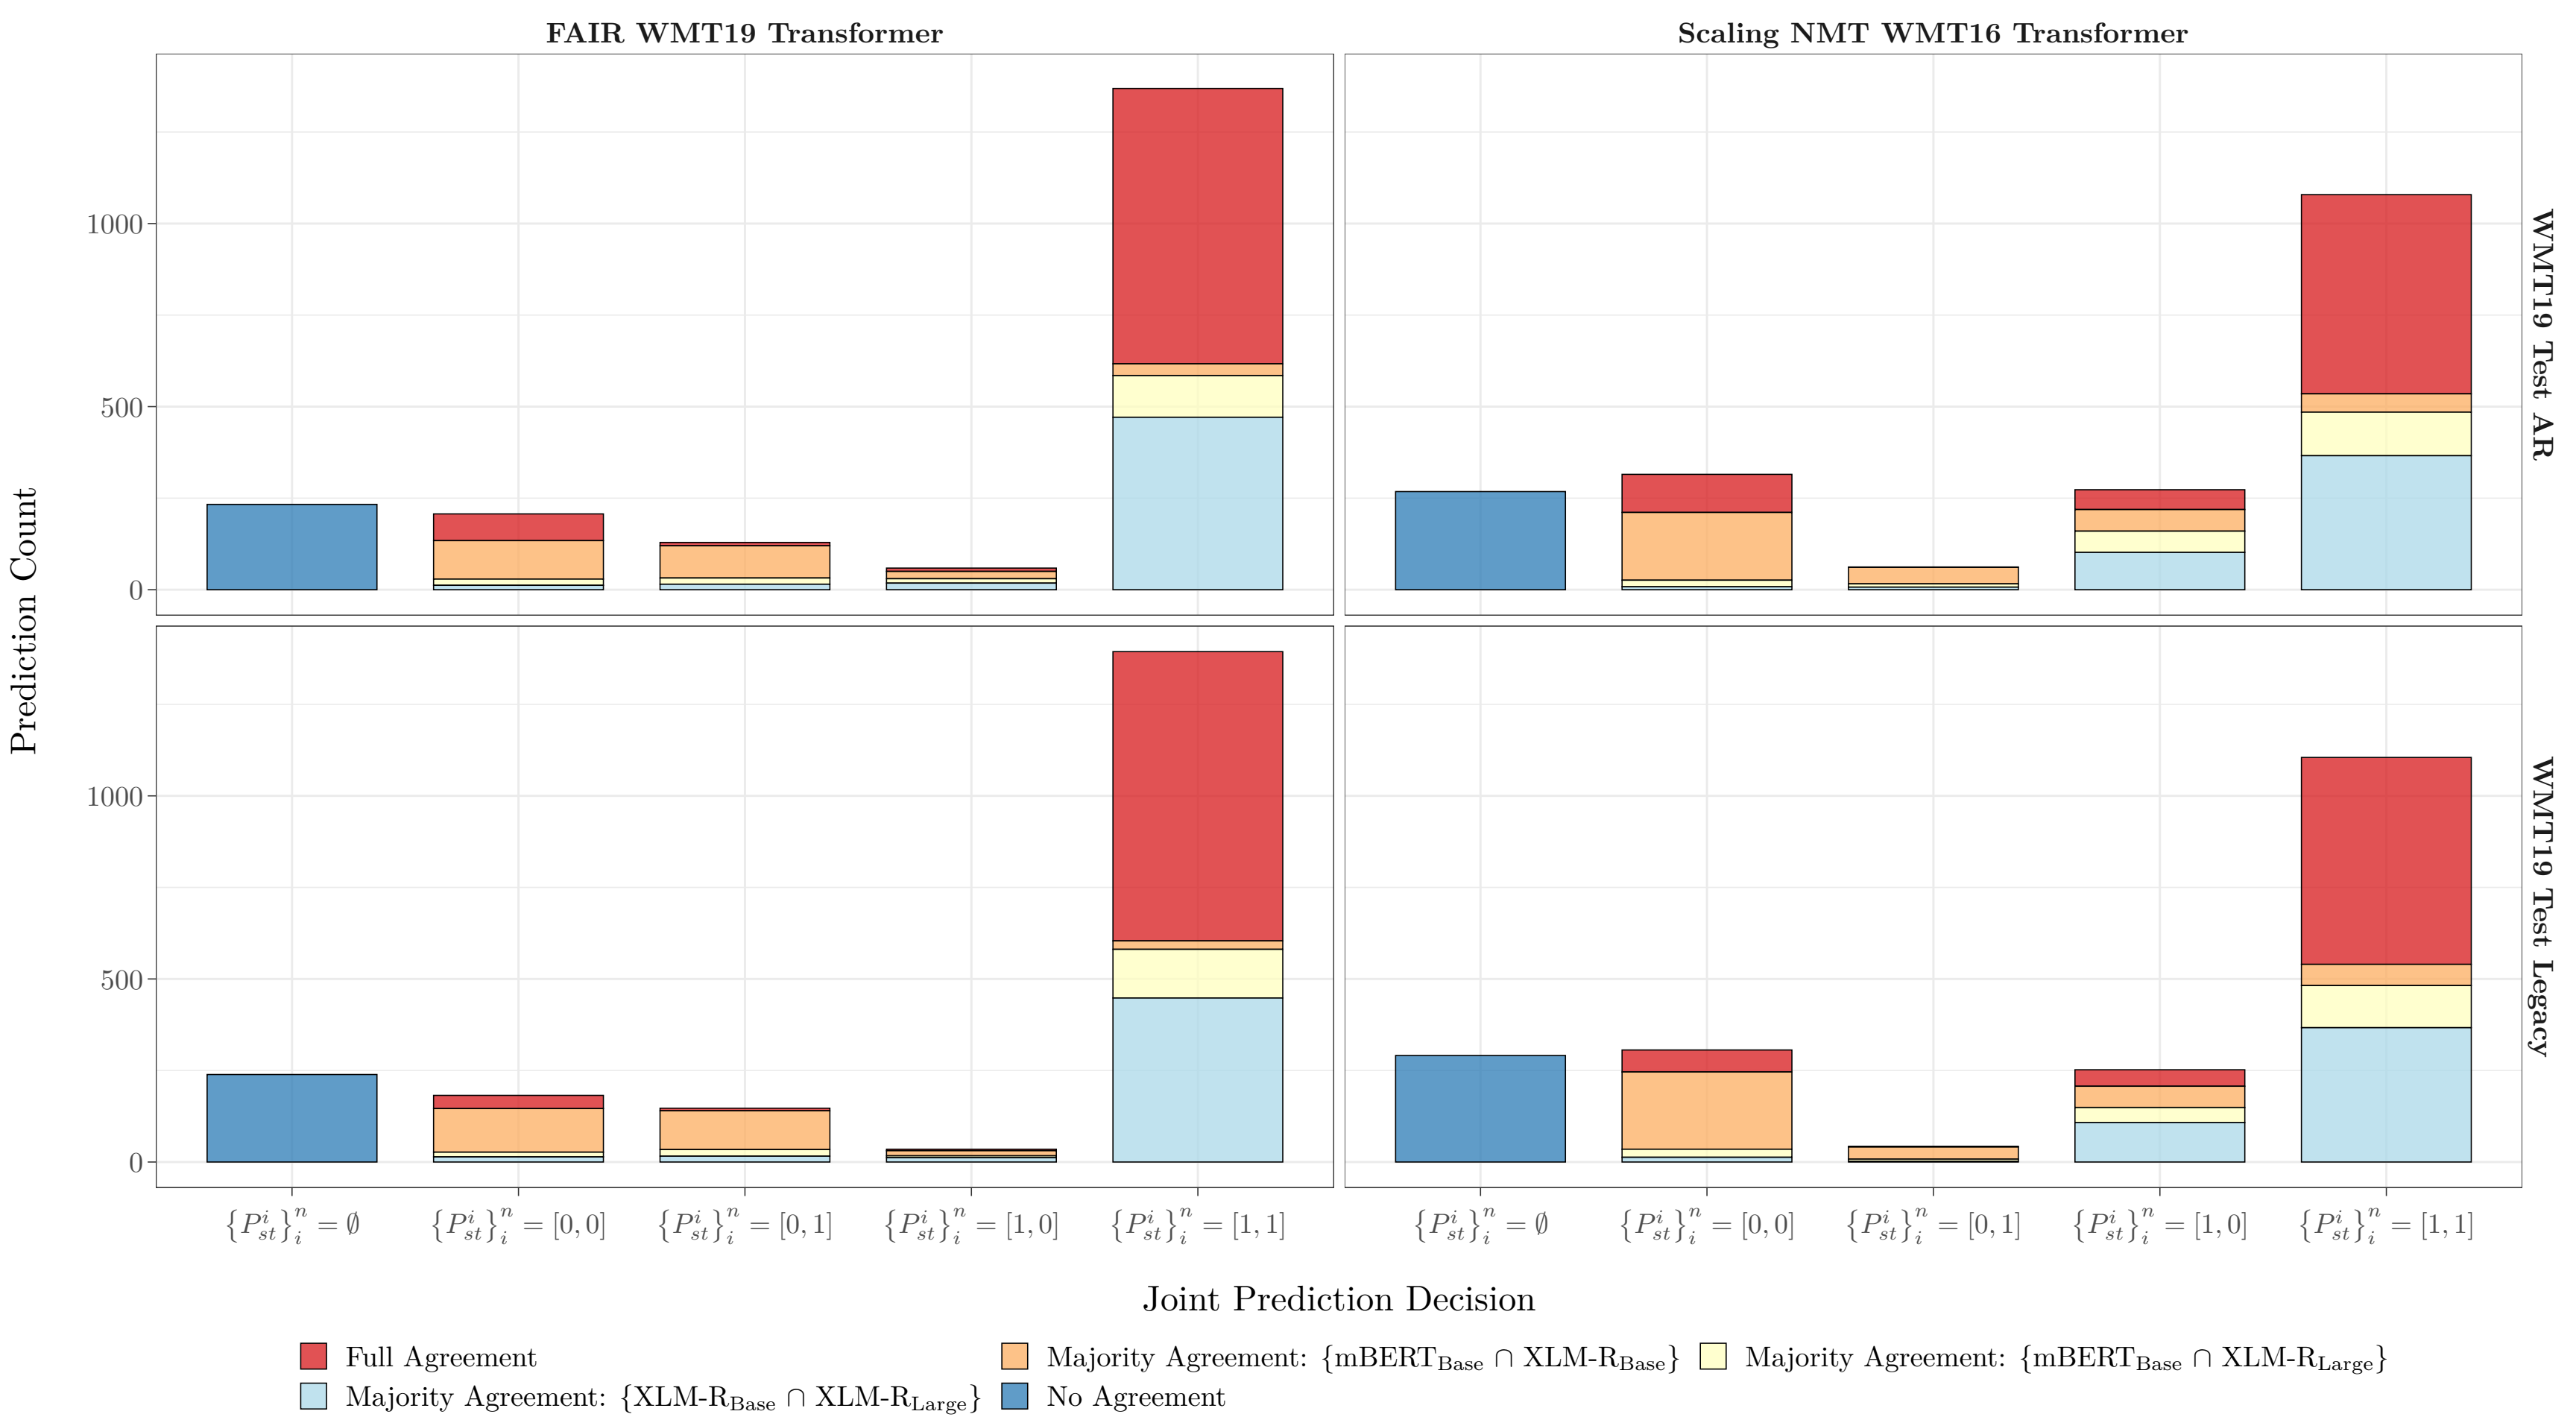 FAIR WMT19 Transformer
Scaling NMT WMT16 Transformer
Prediction Count
1000
500
0
WMT19 Test AR
1000
500
0
WMT19 Test Legacy
{P^i_st}^n_i = ∅
{P^i_st}^n_i = [0, 0]
{P^i_st}^n_i = [0, 1]
{P^i_st}^n_i = [1, 0]
{P^i_st}^n_i = [1, 1]
{P^i_st}^n_i = ∅
{P^i_st}^n_i = [0, 0]
{P^i_st}^n_i = [0, 1]
{P^i_st}^n_i = [1, 0]
{P^i_st}^n_i = [1, 1]
Joint Prediction Decision
Full Agreement
Majority Agreement: {mBERT_Base ∩ XLM-R_Base}
Majority Agreement: {mBERT_Base ∩ XLM-R_Large}
Majority Agreement: {XLM-R_Base ∩ XLM-R_Large}
No Agreement